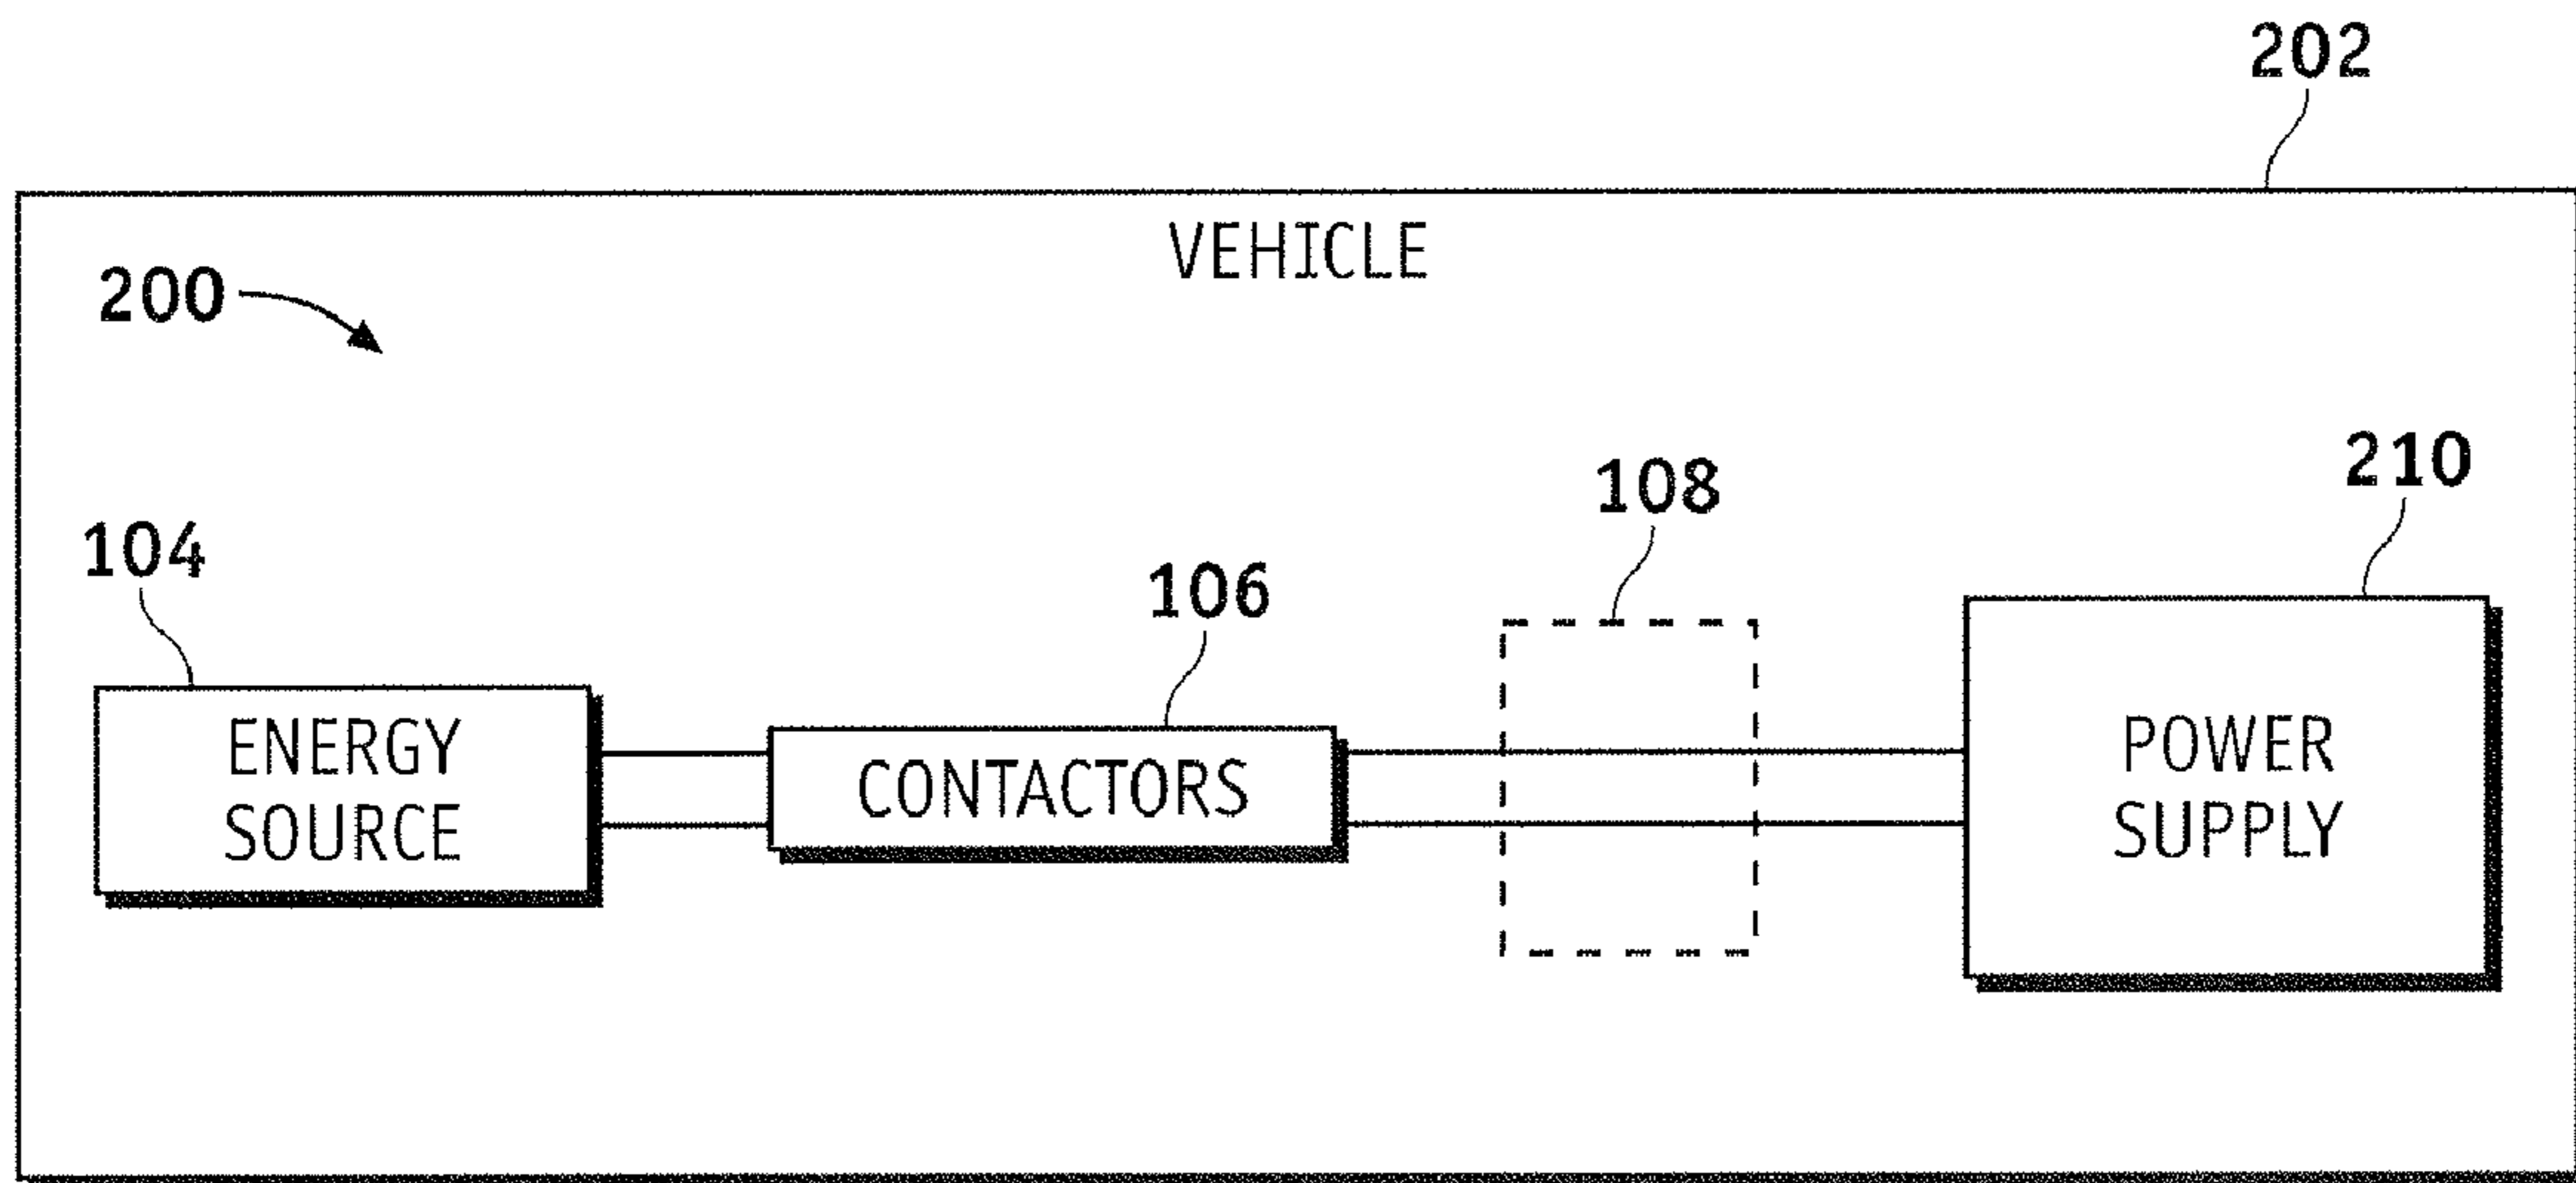 202
VEHICLE
200
210
108
104
106
ENERGY
SOURCE
CONTACTORS
POWER
SUPPLY